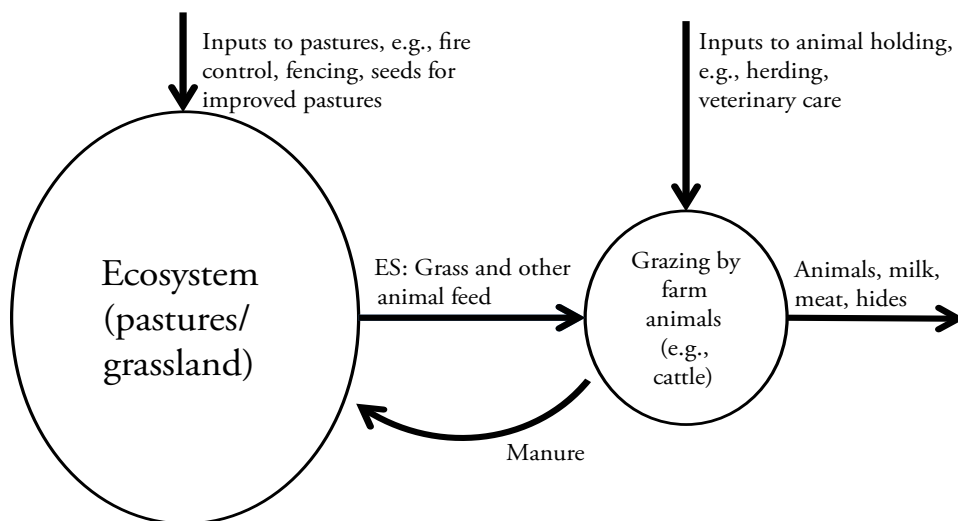 Inputs to pastures, e.g., fire
control, fencing, seeds for
improved pastures
Inputs to animal holding,
e.g., herding,
veterinary care
Ecosystem
(pastures/
grassland)
ES: Grass and other
animal feed
Grazing by
farm
animals
(e.g.,
cattle)
Animals, milk,
meat, hides
Manure